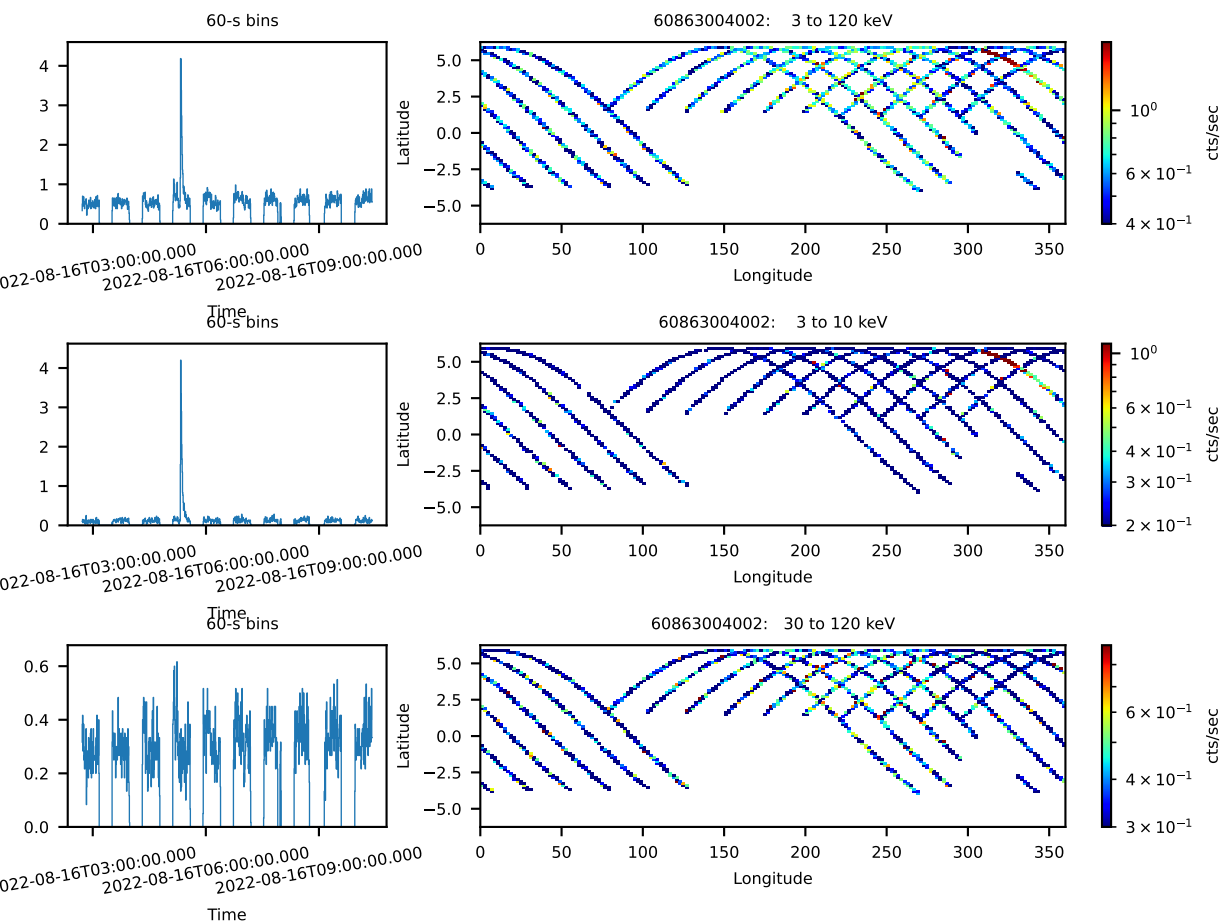 60-s bins
60863004002: 3 to 120 keV
4
3
2
1
0
022-08-16T03:00:00.000
2022-08-16T06:00:00.000
2022-08-16T09:00:00.000
Time
Latitude
5.0
2.5
0.0
−2.5
−5.0
0 50 100 150 200 250 300 350
Longitude
10⁰
6 × 10⁻¹
4 × 10⁻¹
cts/sec
60-s bins
60863004002: 3 to 10 keV
4
3
2
1
0
022-08-16T03:00:00.000
2022-08-16T06:00:00.000
2022-08-16T09:00:00.000
Time
Latitude
5.0
2.5
0.0
−2.5
−5.0
0 50 100 150 200 250 300 350
Longitude
10⁰
6 × 10⁻¹
4 × 10⁻¹
3 × 10⁻¹
2 × 10⁻¹
cts/sec
60-s bins
60863004002: 30 to 120 keV
0.6
0.4
0.2
0.0
022-08-16T03:00:00.000
2022-08-16T06:00:00.000
2022-08-16T09:00:00.000
Time
Latitude
5.0
2.5
0.0
−2.5
−5.0
0 50 100 150 200 250 300 350
Longitude
6 × 10⁻¹
4 × 10⁻¹
3 × 10⁻¹
cts/sec